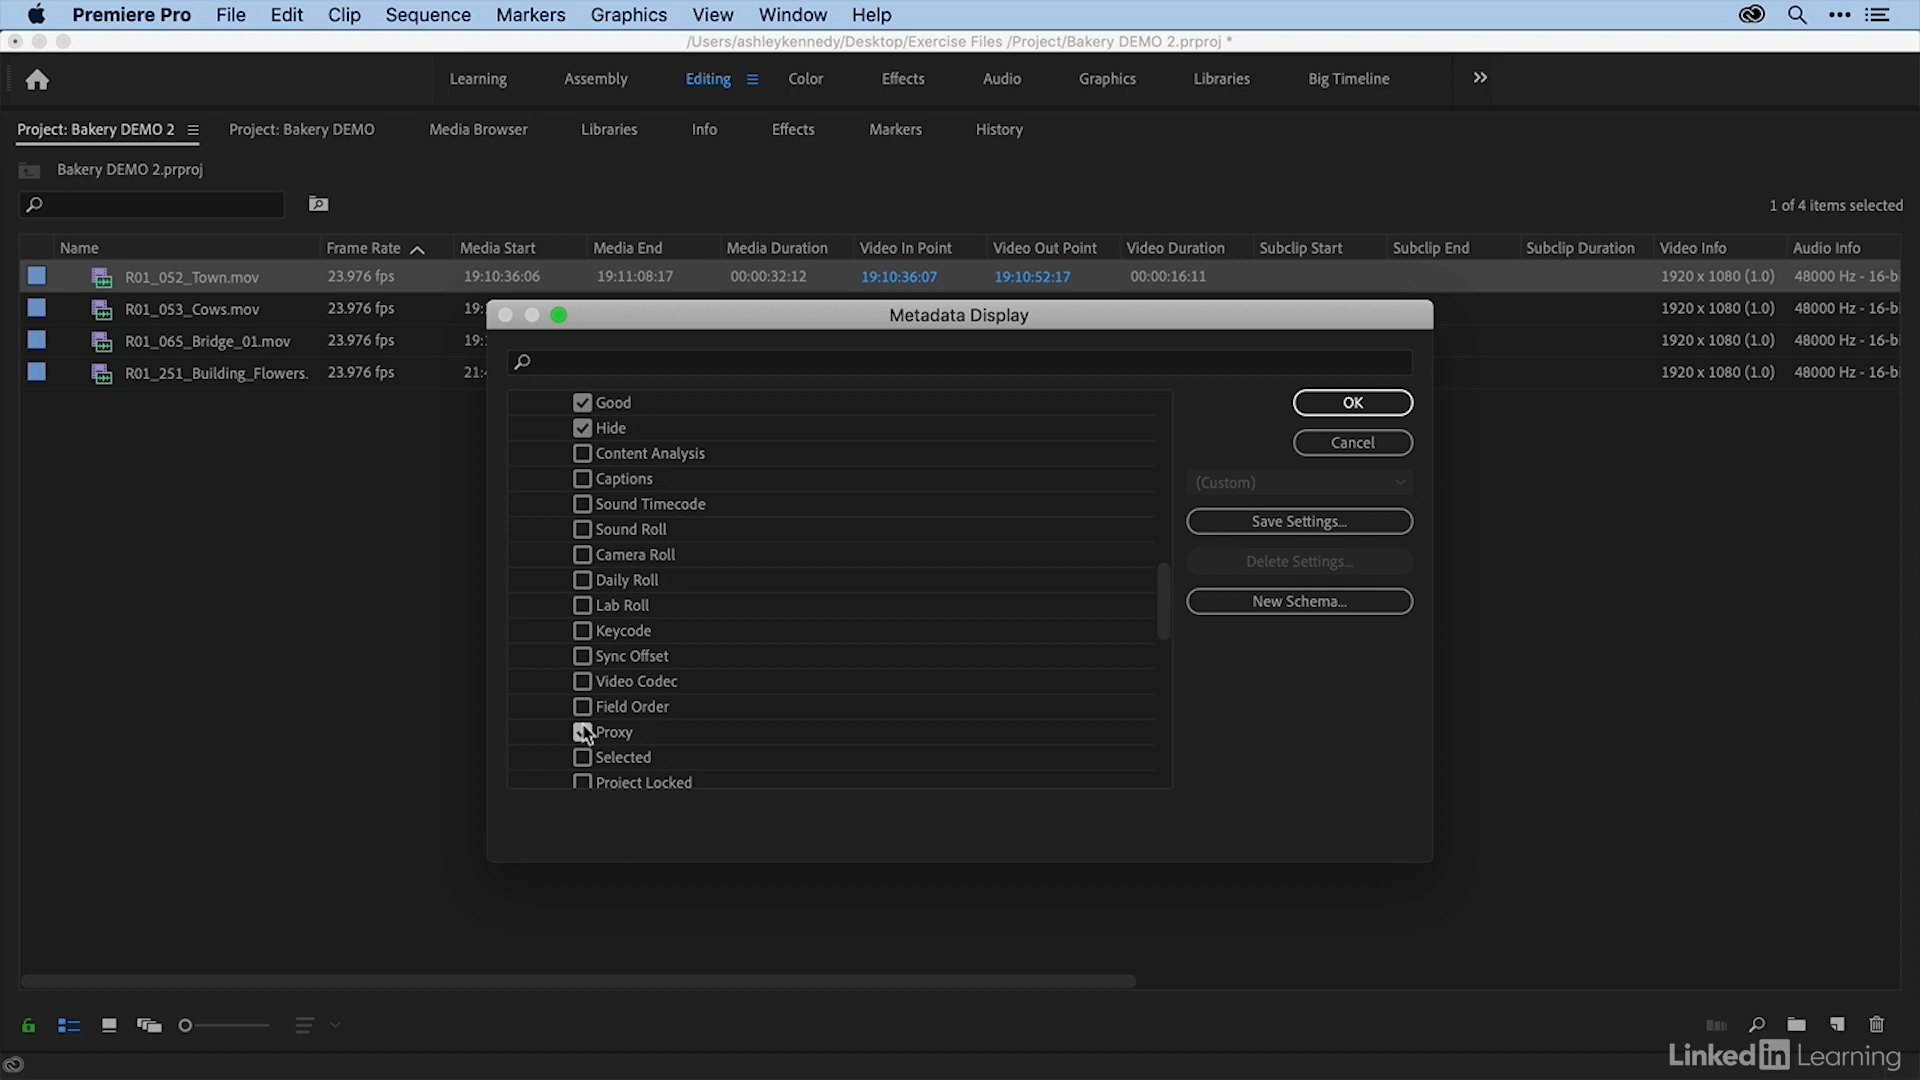 Premiere Pro File Edit Clip Sequence Markers Graphics View Window Help
/Users/ashleykennedy/Desktop/Exercise Files /Project/Bakery DEMO 2.prproj *
Learning Assembly Editing Color Effects Audio Graphics Libraries Big Timeline
Project: Bakery DEMO 2 Project: Bakery DEMO Media Browser Libraries Info Effects Markers History
Bakery DEMO 2.prproj
1 of 4 items selected
Name Frame Rate Media Start Media End Media Duration Video In Point Video Out Point Video Duration Subclip Start Subclip End Subclip Duration Video Info Audio Info
R01_052_Town.mov 23.976 fps 19:10:36:06 19:11:08:17 00:00:32:12 19:10:36:07 19:10:52:17 00:00:16:11 1920 x 1080 (1.0) 48000 Hz - 16-bi
R01_053_Cows.mov 23.976 fps 19: 1920 x 1080 (1.0) 48000 Hz - 16-bi
R01_065_Bridge_01.mov 23.976 fps 19: 1920 x 1080 (1.0) 48000 Hz - 16-bi
R01_251_Building_Flowers. 23.976 fps 21: 1920 x 1080 (1.0) 48000 Hz - 16-bi
Metadata Display
Good
Hide
Content Analysis
Captions
Sound Timecode
Sound Roll
Camera Roll
Daily Roll
Lab Roll
Keycode
Sync Offset
Video Codec
Field Order
Proxy
Selected
Project Locked
OK
Cancel
(Custom)
Save Settings...
Delete Settings...
New Schema...
LinkedIn Learning